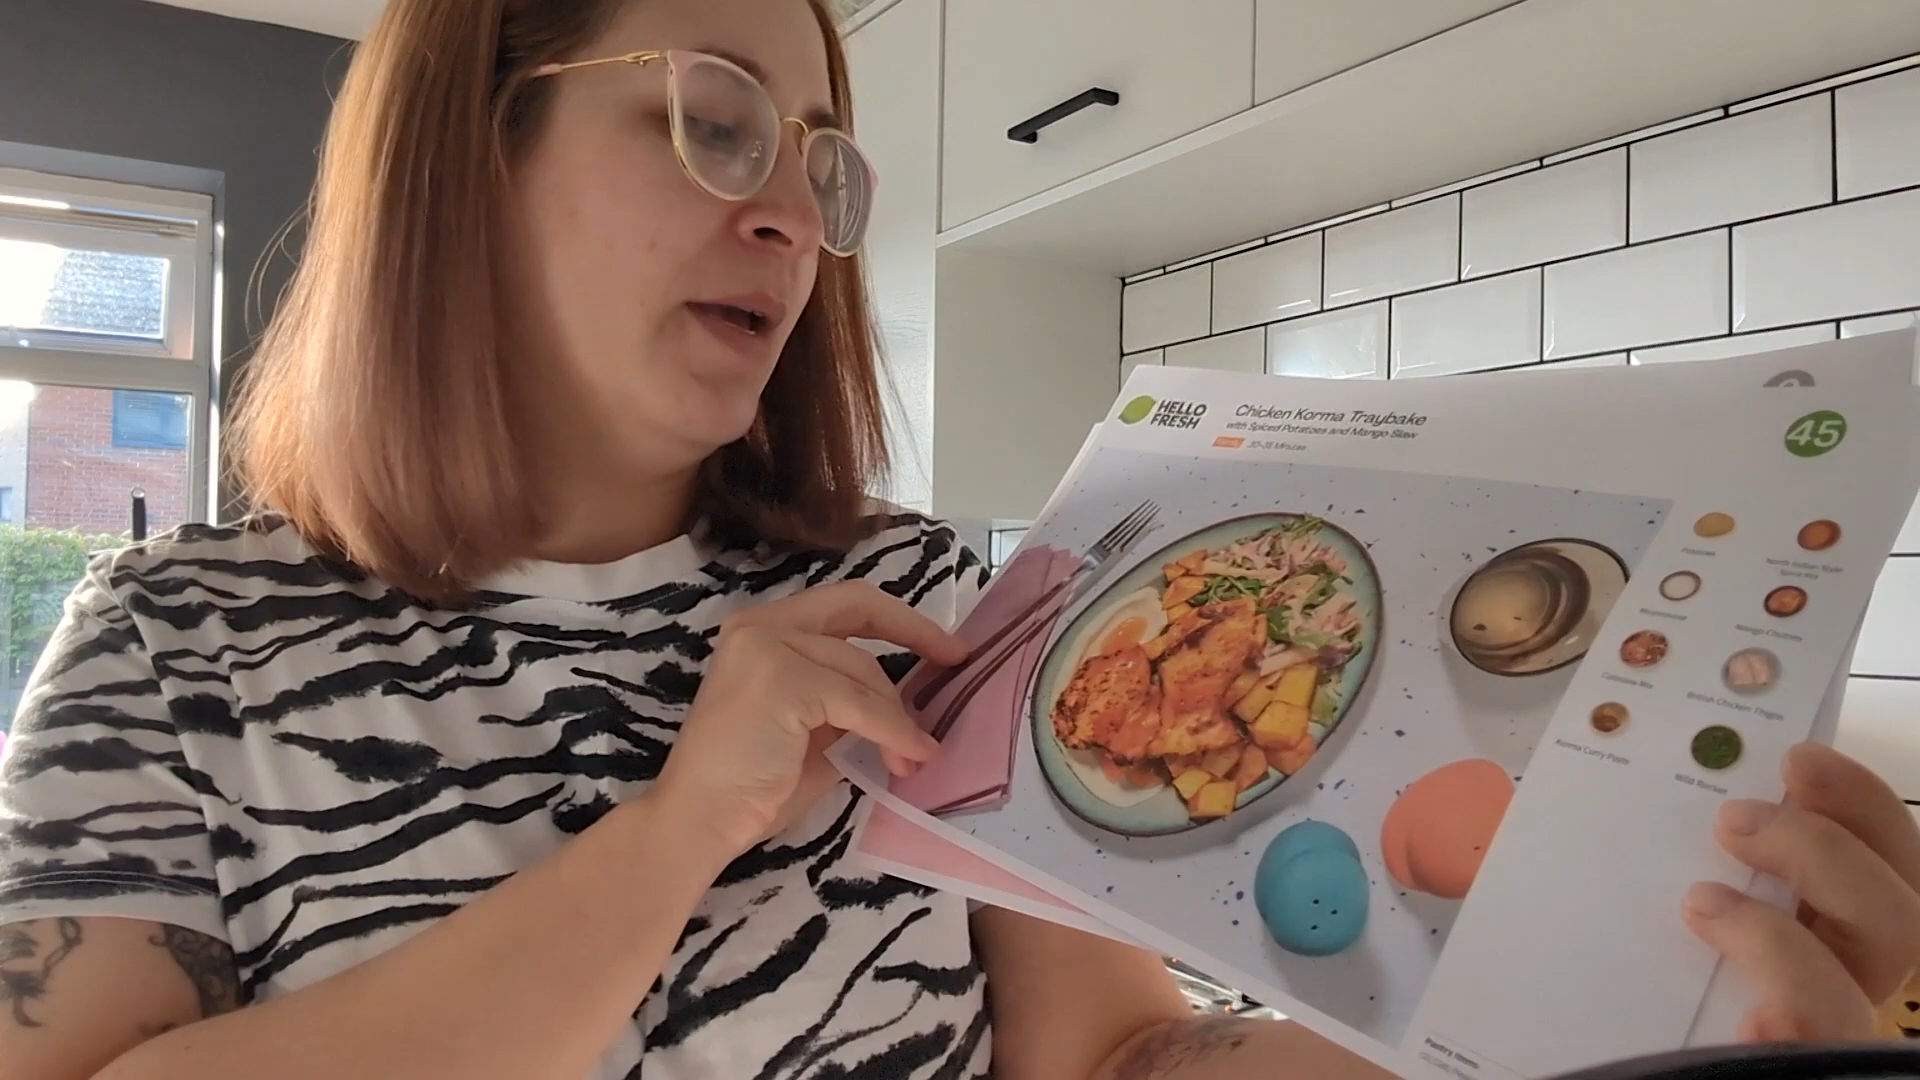 HELLO
FRESH
Chicken Korma Traybake
with Spiced Potatoes and Mango Slaw
30-35 Minutes
45
Potatoes
North Indian Style
Spice Mix
Mayonnaise
Mango Chutney
Coleslaw Mix
British Chicken Thighs
Korma Curry Paste
Wild Rocket
Pantry Items